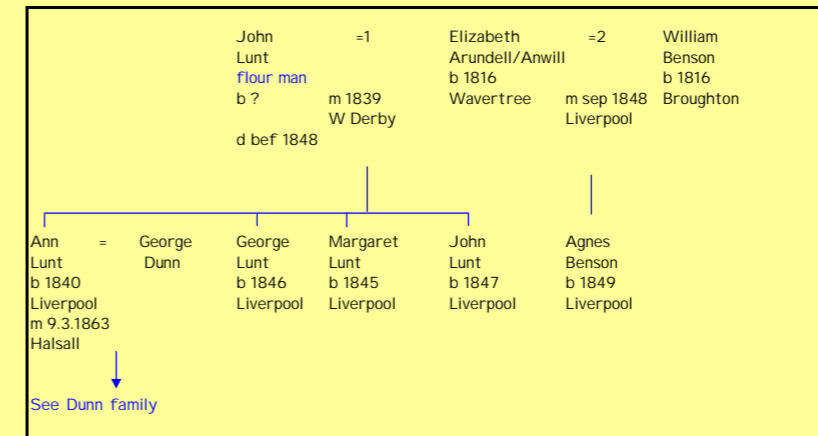 John =1 Elizabeth =2 William
Lunt Arundell/Anwill Benson
flour man b 1816 b 1816
b ? m 1839 Wavertree m sep 1848 Broughton
W Derby Liverpool
d bef 1848
Ann = George George Margaret John Agnes
Lunt Dunn Lunt Lunt Lunt Benson
b 1840 b 1846 b 1845 b 1847 b 1849
Liverpool Liverpool Liverpool Liverpool Liverpool
m 9.3.1863
Halsall
See Dunn family